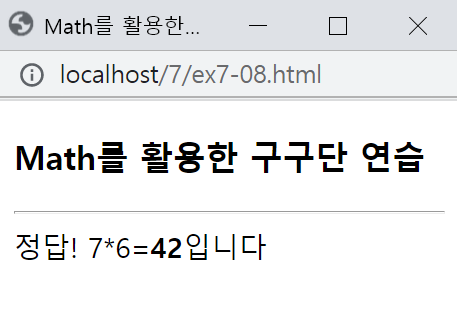 Math를 활용한...
localhost/7/ex7-08.html
Math를 활용한 구구단 연습
정답! 7*6=42입니다